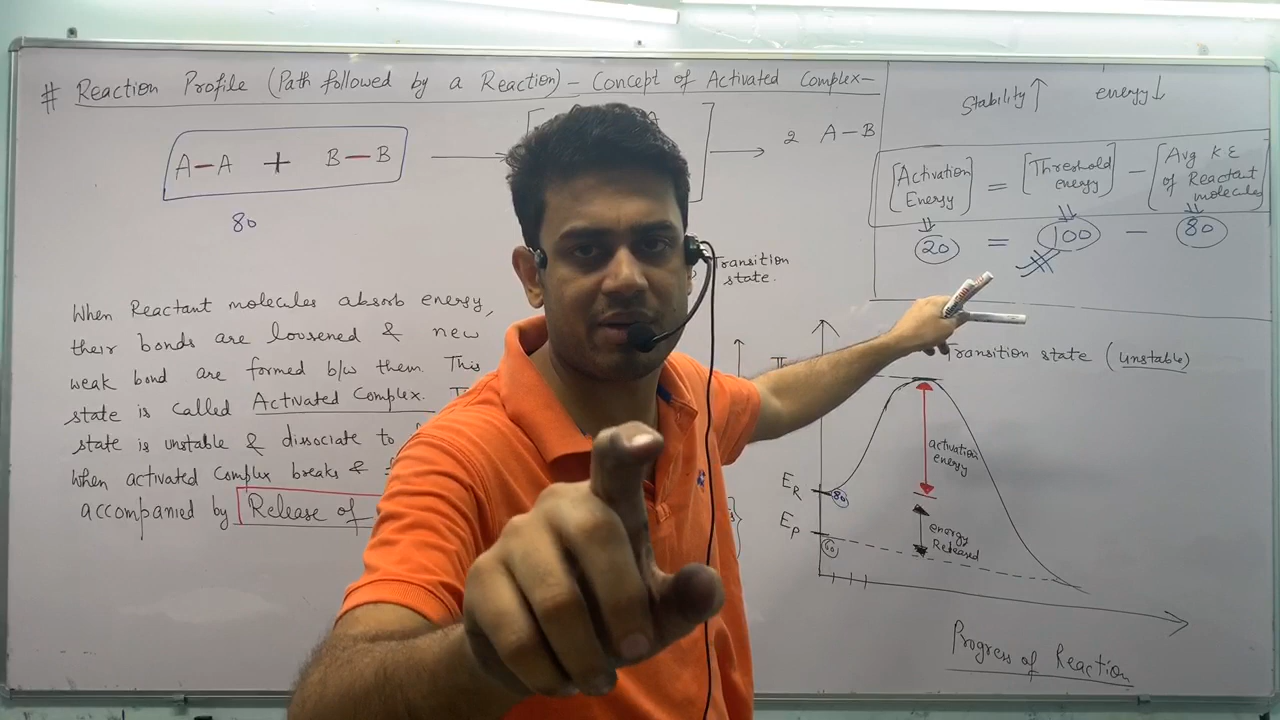 # Reaction Profile (Path followed by a Reaction) – Concept of Activated Complex –
A – A + B – B
80
2 A – B
Transition
state.
When Reactant molecules absorb energy,
their bonds are loosened & new
weak bond are formed b/w them. This
state is called Activated Complex.
state is unstable & dissociate to
When activated complex breaks &
accompanied by Release of
Stability ↑ energy ↓
[Activation Energy] = [Threshold energy] – [Avg K E of Reactant molecules]
20 = 100 – 80
Transition state (unstable)
activation
energy
E_R
80
E_P
60
energy
Released
Progress of Reaction